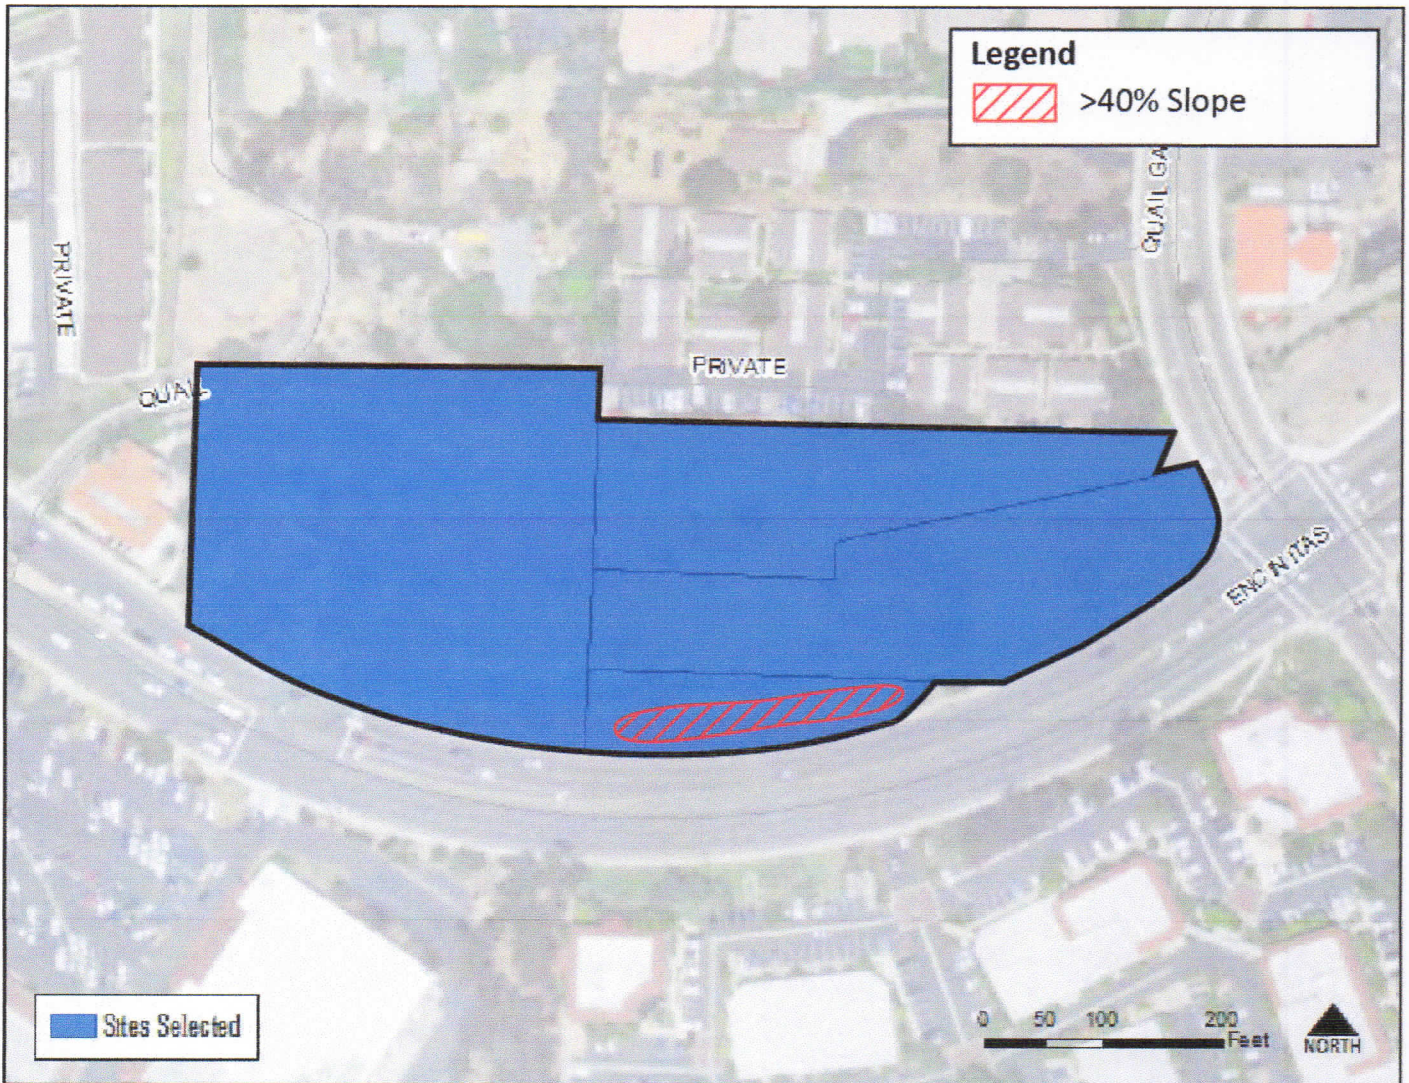 Legend
>40% Slope
QUAIL GA
PRIVATE
PRIVATE
QUAIL
ENCINITAS
Sites Selected
0 50 100 200
Feet
NORTH